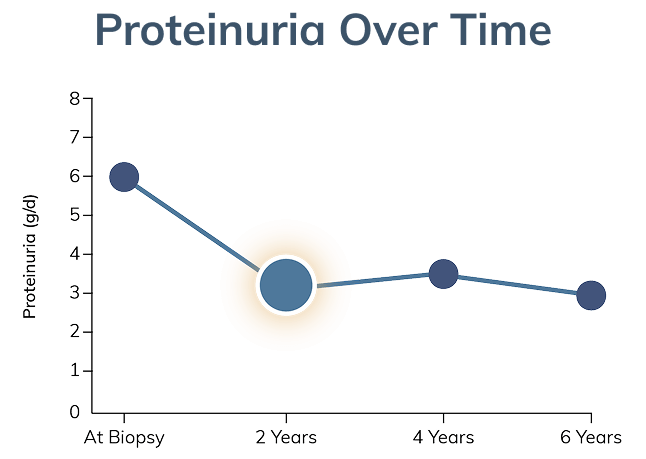 Proteinuria Over Time
Proteinuria (g/d)
8
7
6
5
4
3
2
1
0
At Biopsy
2 Years
4 Years
6 Years